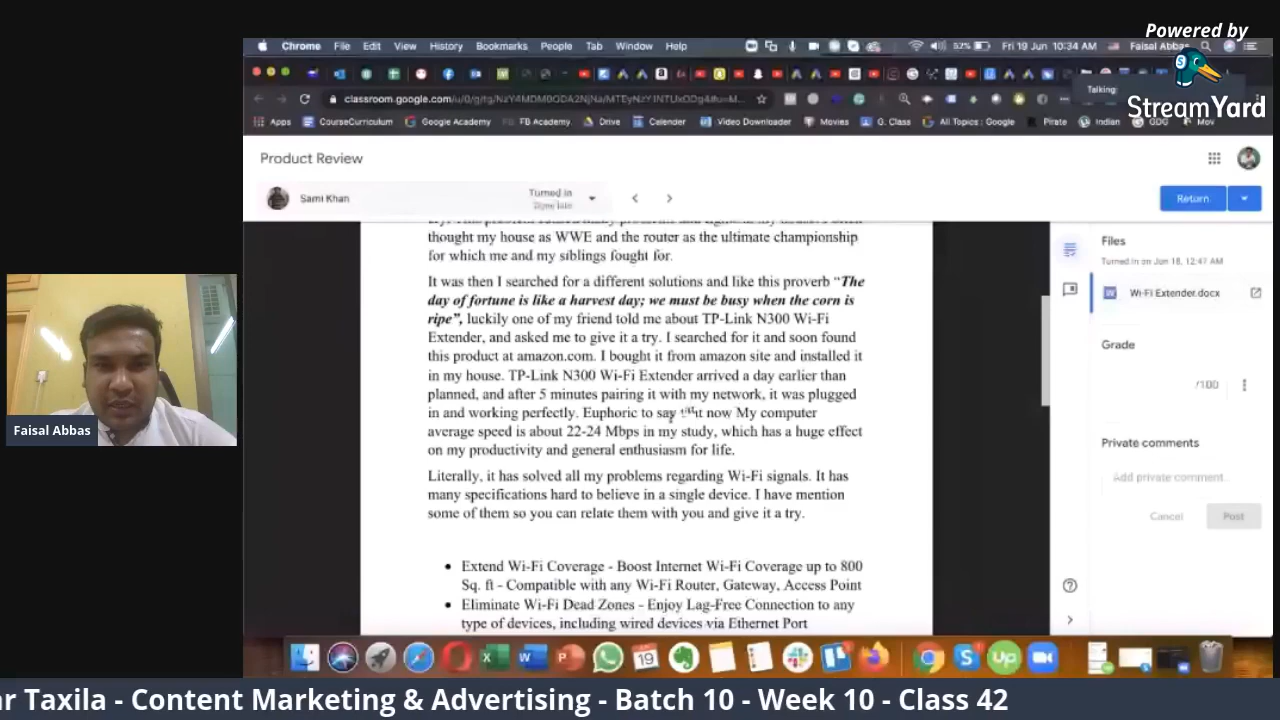 Powered by
StreamYard
Chrome File Edit View History Bookmarks People Tab Window Help
52% Fri 19 Jun 10:34 AM Faisal Abbas
Talking:
classroom.google.com
Apps CourseCurriculum Google Academy FB Academy Drive Calender Video Downloader Movies G. Class All Topics : Google Pirate Indian GDG Mov
Product Review
Sami Khan
Turned in
Done late
Return
thought my house as WWE and the router as the ultimate championship
for which me and my siblings fought for.
It was then I searched for a different solutions and like this proverb “The
day of fortune is like a harvest day; we must be busy when the corn is
ripe”, luckily one of my friend told me about TP-Link N300 Wi-Fi
Extender, and asked me to give it a try. I searched for it and soon found
this product at amazon.com. I bought it from amazon site and installed it
in my house. TP-Link N300 Wi-Fi Extender arrived a day earlier than
planned, and after 5 minutes pairing it with my network, it was plugged
in and working perfectly. Euphoric to say that now My computer
average speed is about 22-24 Mbps in my study, which has a huge effect
on my productivity and general enthusiasm for life.
Literally, it has solved all my problems regarding Wi-Fi signals. It has
many specifications hard to believe in a single device. I have mention
some of them so you can relate them with you and give it a try.
• Extend Wi-Fi Coverage - Boost Internet Wi-Fi Coverage up to 800
Sq. ft - Compatible with any Wi-Fi Router, Gateway, Access Point
• Eliminate Wi-Fi Dead Zones - Enjoy Lag-Free Connection to any
type of devices, including wired devices via Ethernet Port
Files
Turned in on Jun 18, 12:47 AM
Wi-Fi Extender.docx
Grade
/100
Private comments
Add private comment...
Cancel Post
Faisal Abbas
19
ar Taxila - Content Marketing & Advertising - Batch 10 - Week 10 - Class 42